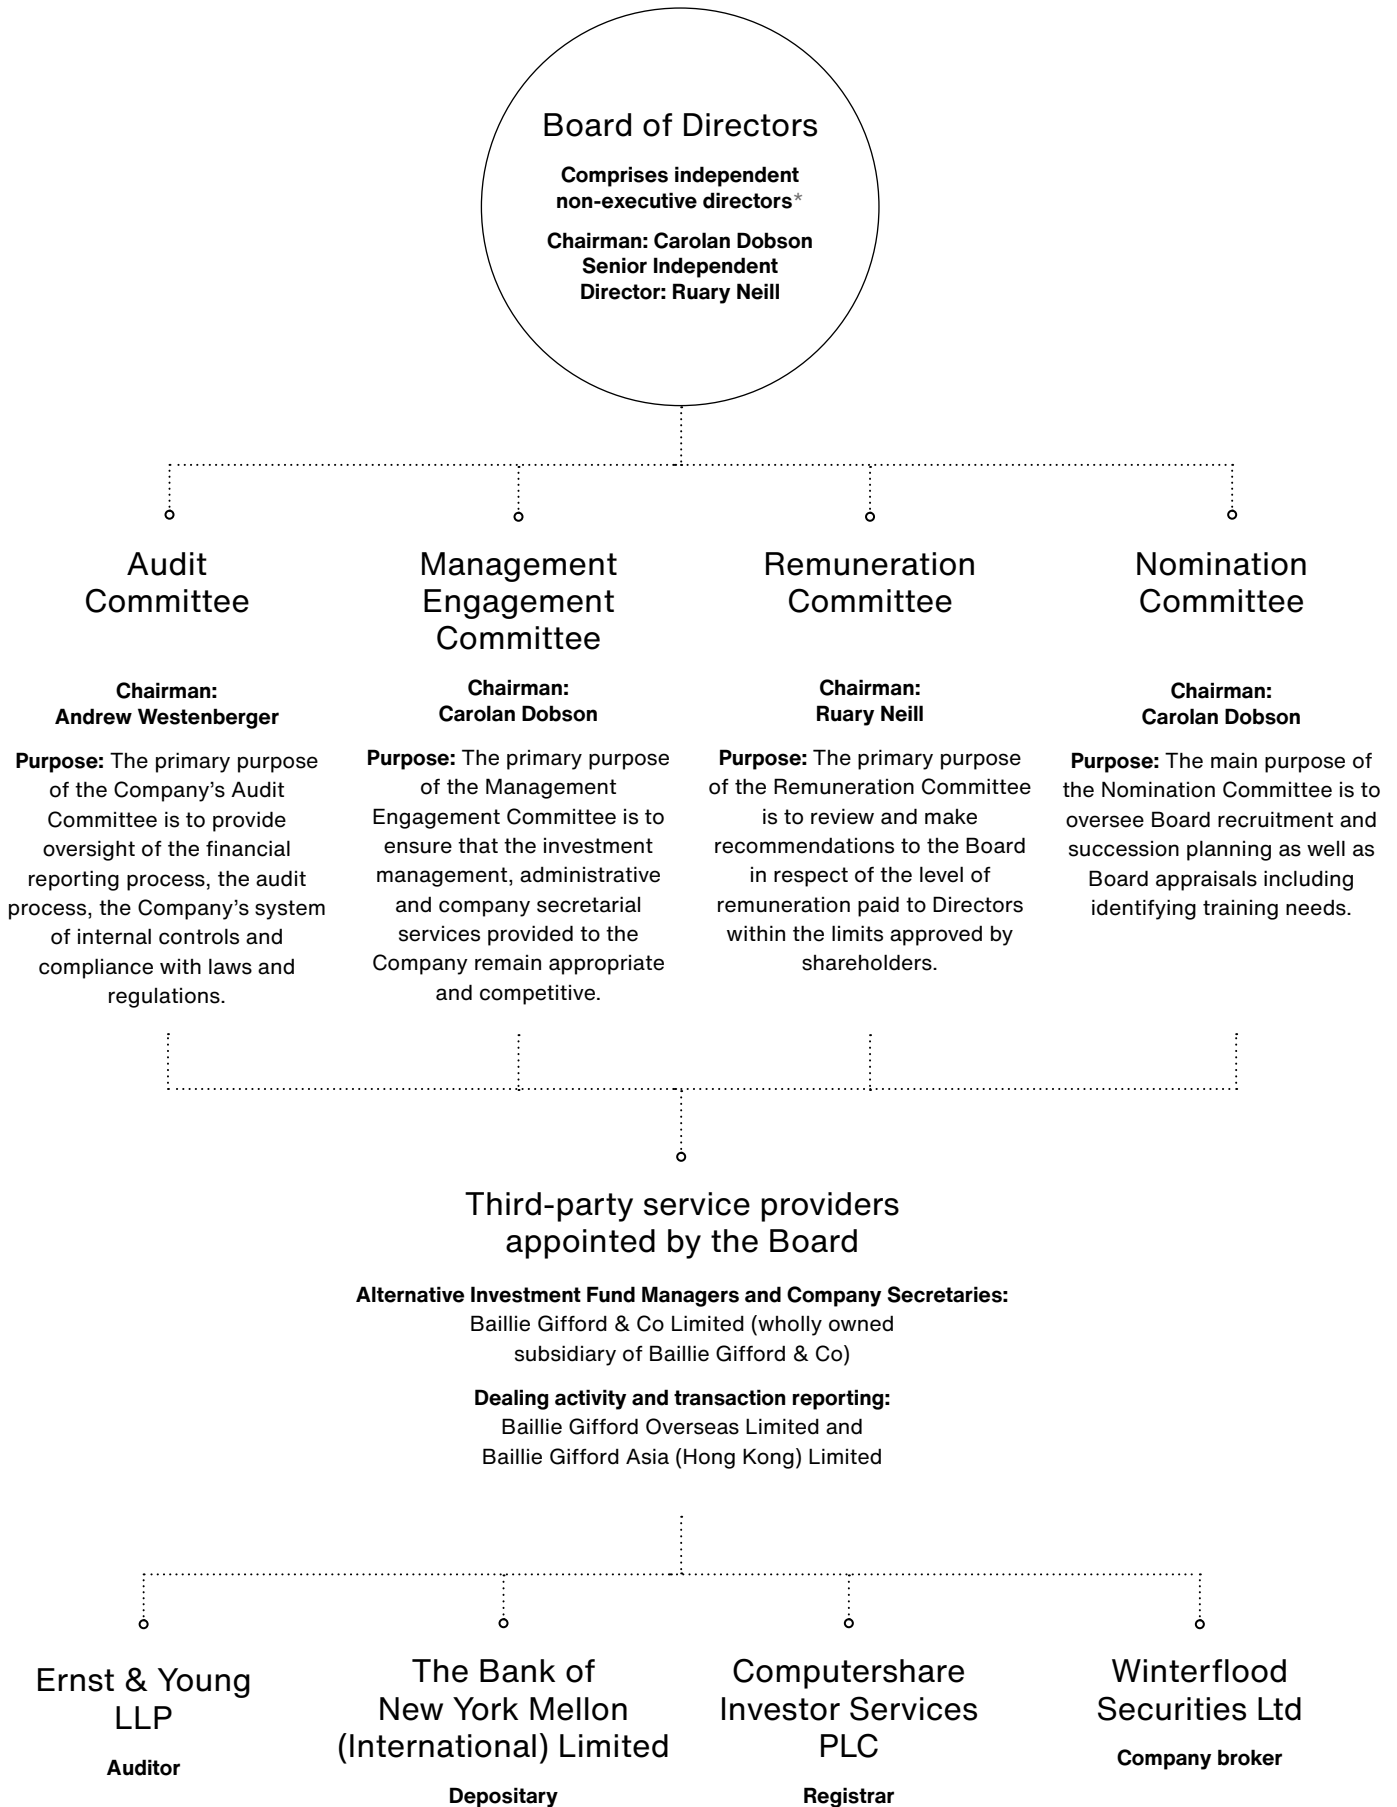 Board of Directors
Comprises independent
non-executive directors*
Chairman: Carolan Dobson
Senior Independent
Director: Ruary Neill
Audit
Committee
Chairman:
Andrew Westenberger
Purpose: The primary purpose
of the Company’s Audit
Committee is to provide
oversight of the financial
reporting process, the audit
process, the Company’s system
of internal controls and
compliance with laws and
regulations.
Management
Engagement
Committee
Chairman:
Carolan Dobson
Purpose: The primary purpose
of the Management
Engagement Committee is to
ensure that the investment
management, administrative
and company secretarial
services provided to the
Company remain appropriate
and competitive.
Remuneration
Committee
Chairman:
Ruary Neill
Purpose: The primary purpose
of the Remuneration Committee
is to review and make
recommendations to the Board
in respect of the level of
remuneration paid to Directors
within the limits approved by
shareholders.
Nomination
Committee
Chairman:
Carolan Dobson
Purpose: The main purpose of
the Nomination Committee is to
oversee Board recruitment and
succession planning as well as
Board appraisals including
identifying training needs.
Third-party service providers
appointed by the Board
Alternative Investment Fund Managers and Company Secretaries:
Baillie Gifford & Co Limited (wholly owned
subsidiary of Baillie Gifford & Co)
Dealing activity and transaction reporting:
Baillie Gifford Overseas Limited and
Baillie Gifford Asia (Hong Kong) Limited
Ernst & Young
LLP
Auditor
The Bank of
New York Mellon
(International) Limited
Depositary
Computershare
Investor Services
PLC
Registrar
Winterflood
Securities Ltd
Company broker